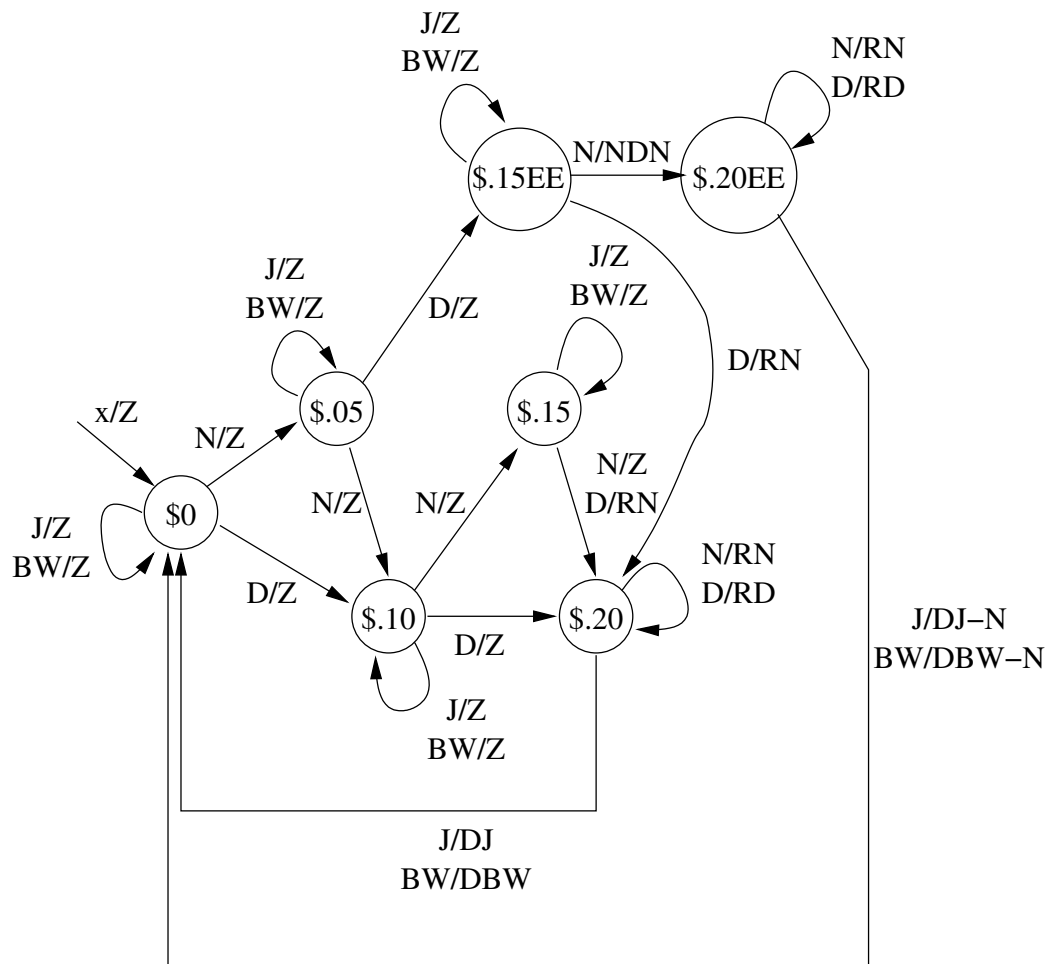 J/Z
BW/Z
N/RN
D/RD
$.15EE
N/NDN
$.20EE
J/Z
BW/Z
D/Z
J/Z
BW/Z
D/RN
x/Z
N/Z
$.05
$.15
$0
J/Z
BW/Z
N/Z
N/Z
N/Z
D/RN
D/Z
$.10
D/Z
$.20
N/RN
D/RD
J/Z
BW/Z
J/DJ–N
BW/DBW–N
J/DJ
BW/DBW